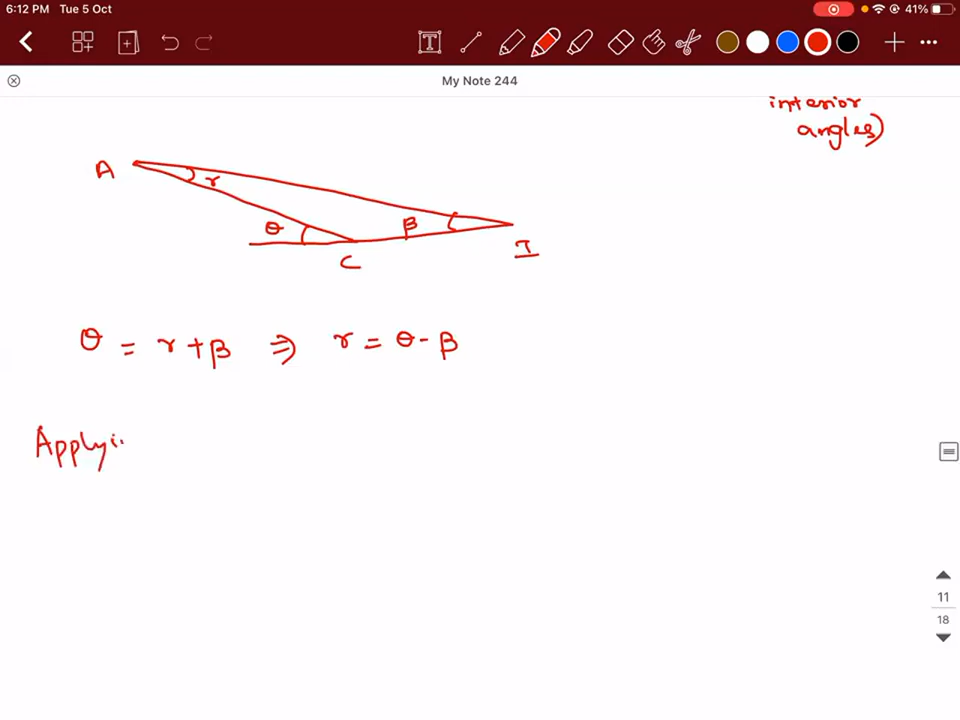 6:12 PM Tue 5 Oct
41%
My Note 244
interior
angles)
A
r
θ
β
C
I
θ = r + β ⇒ r = θ - β
Applyi
11
18